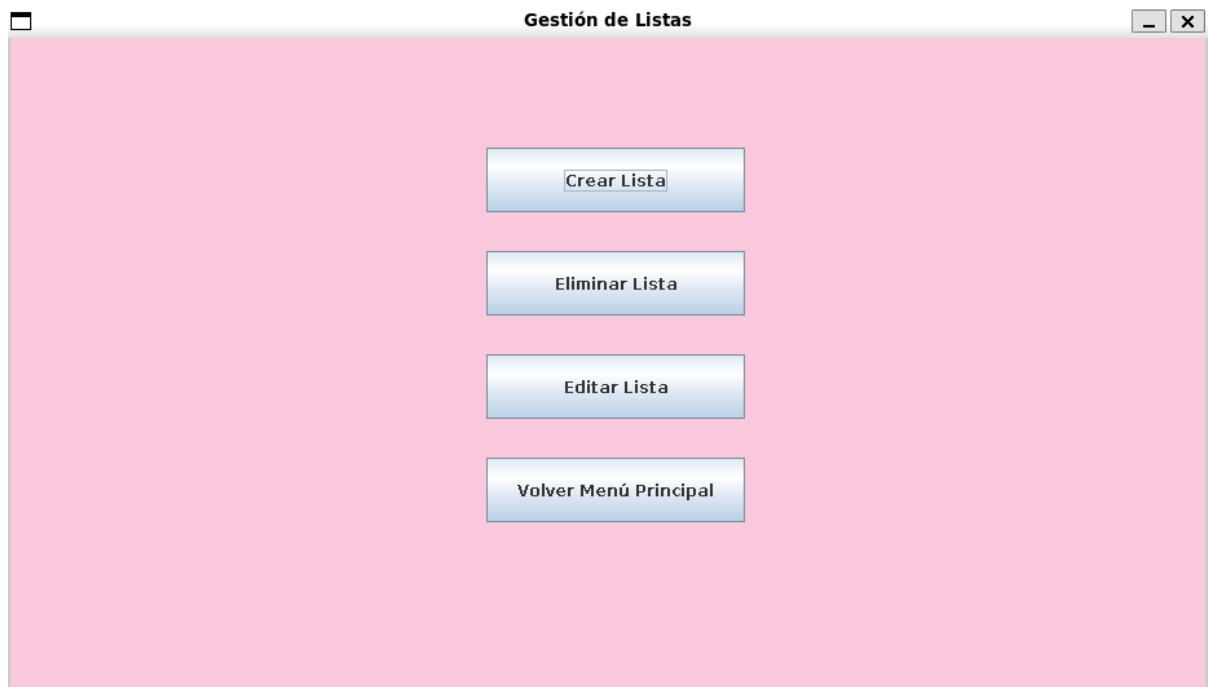 Gestión de Listas
Crear Lista
Eliminar Lista
Editar Lista
Volver Menú Principal